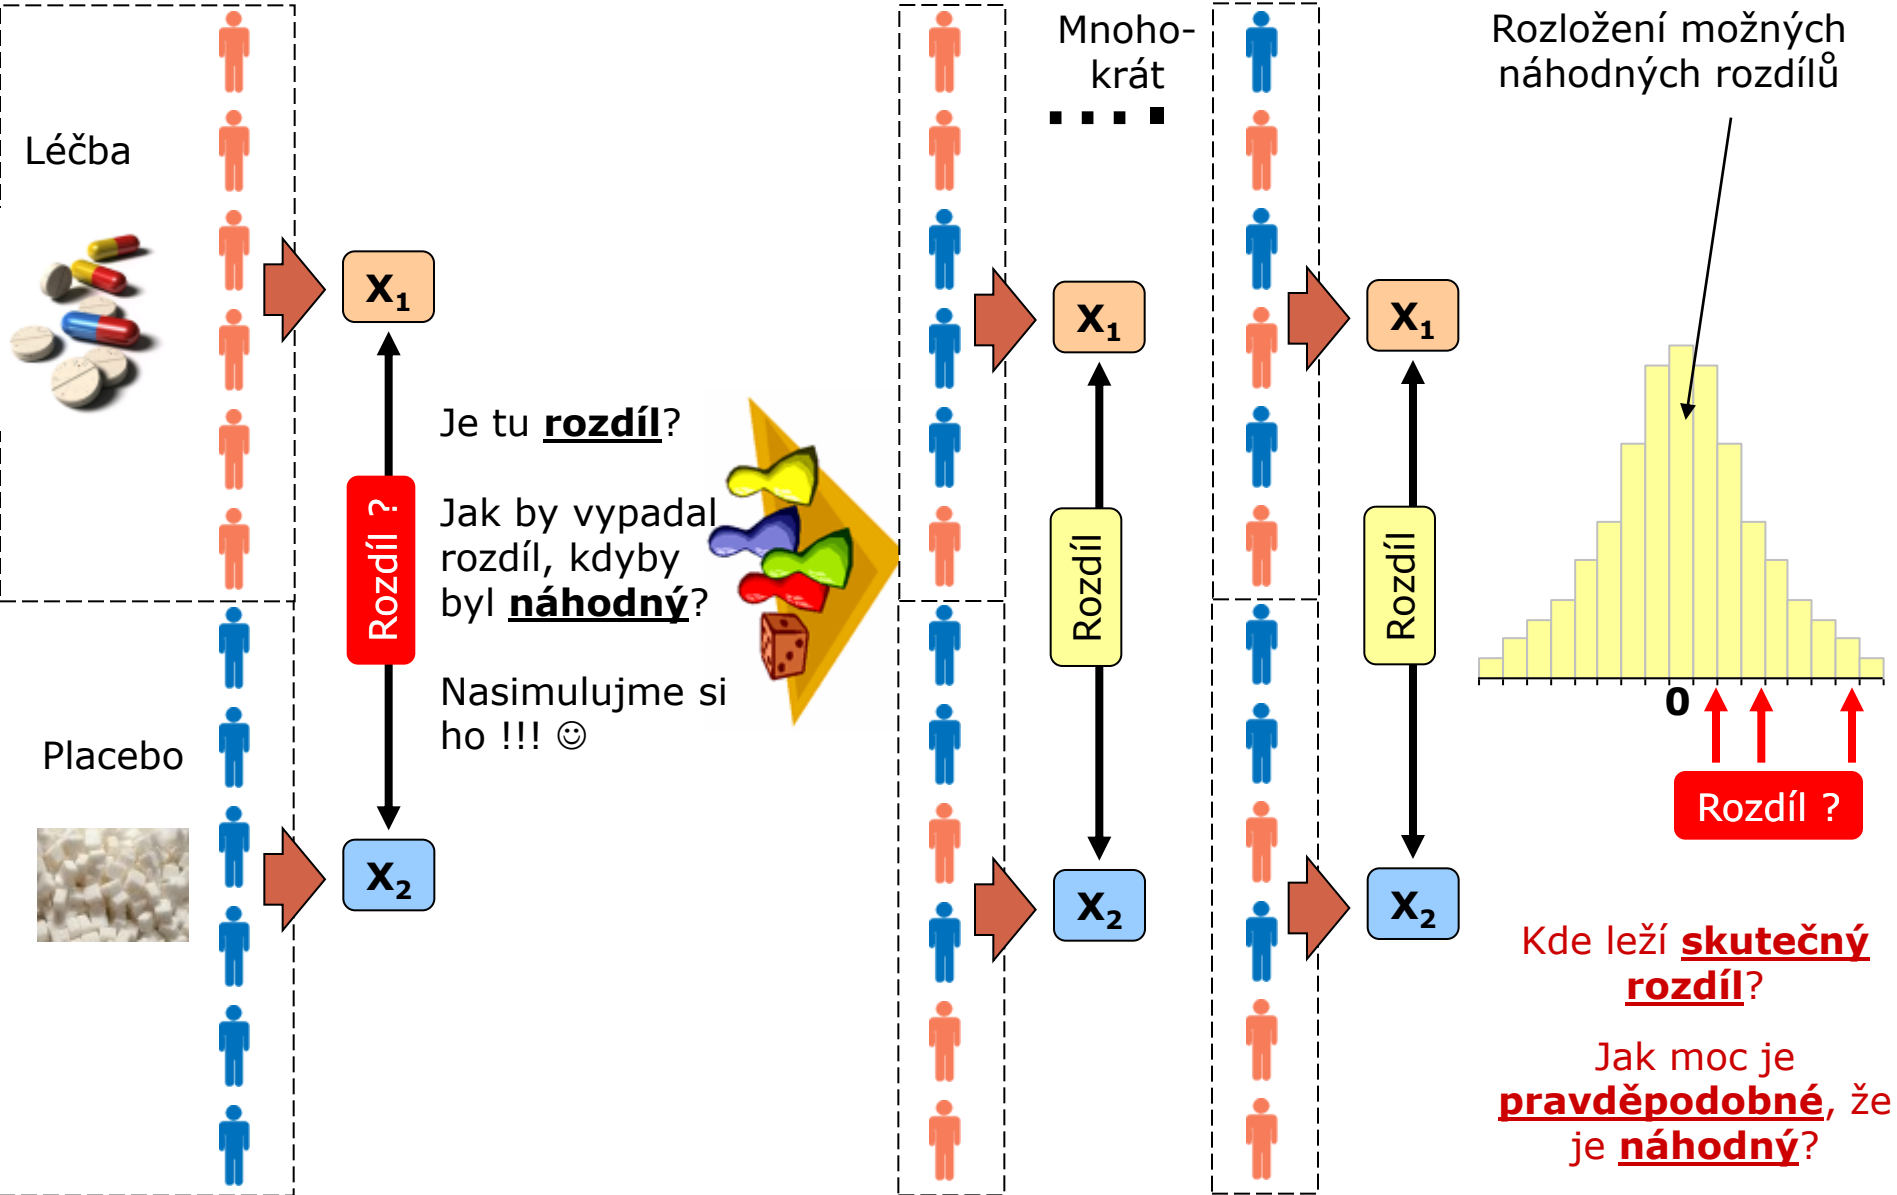 Léčba
Placebo
X1
Rozdíl ?
X2
Je tu rozdíl?
Jak by vypadal
rozdíl, kdyby
byl náhodný?
Nasimulujme si
ho !!! ☺
Mnoho-
krát
....
X1
Rozdíl
X2
X1
Rozdíl
X2
Rozložení možných
náhodných rozdílů
0
Rozdíl ?
Kde leží skutečný
rozdíl?
Jak moc je
pravděpodobné, že
je náhodný?